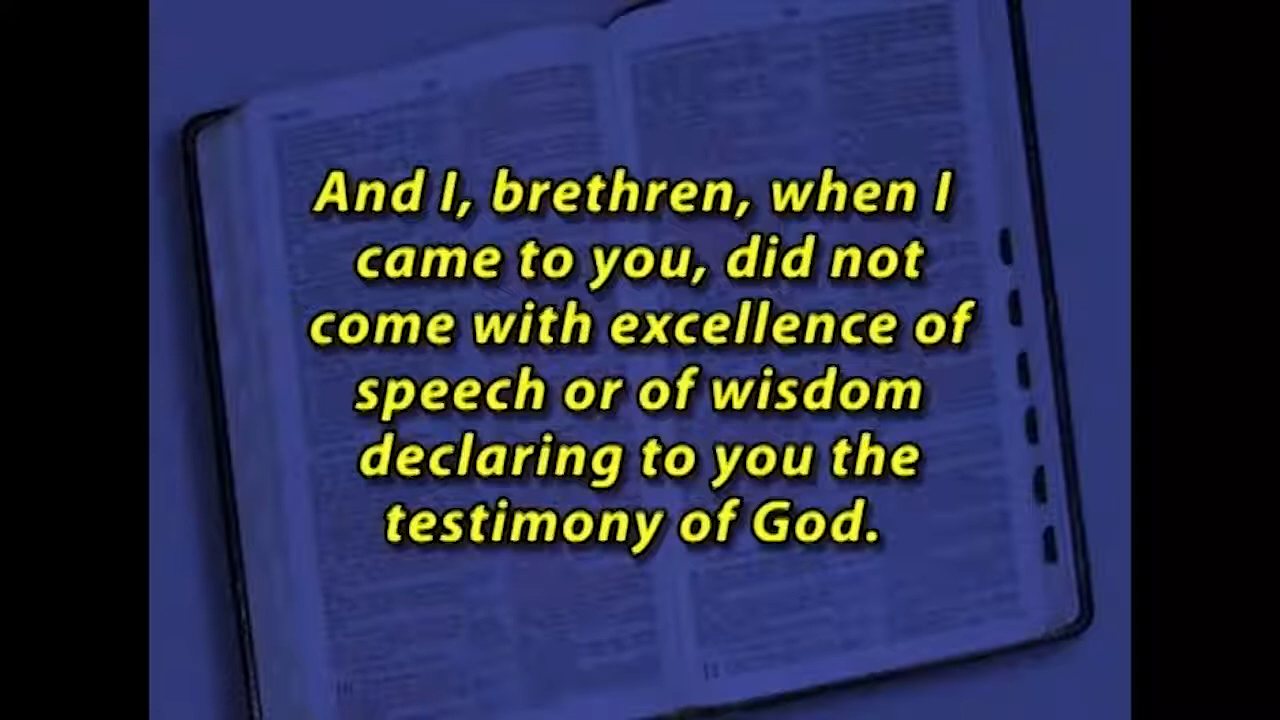 And I, brethren, when I
came to you, did not
come with excellence of
speech or of wisdom
declaring to you the
testimony of God.